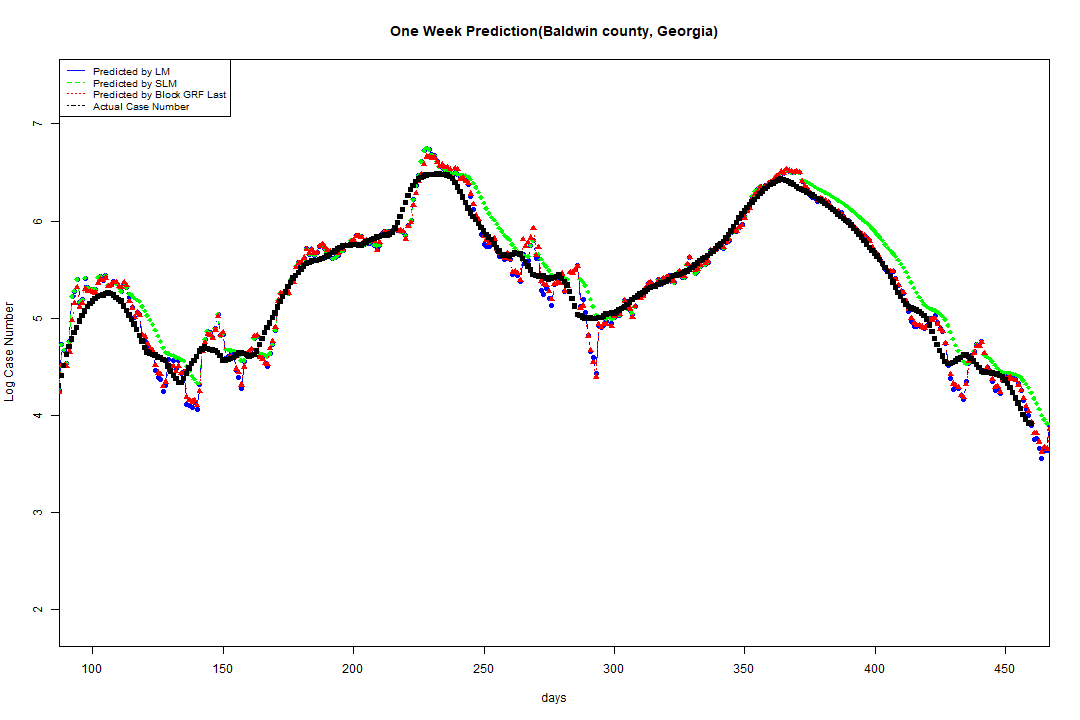 One Week Prediction(Baldwin county, Georgia)
Predicted by LM
Predicted by SLM
Predicted by Block GRF Last
Actual Case Number
Log Case Number
7
6
5
4
3
2
100 150 200 250 300 350 400 450
days